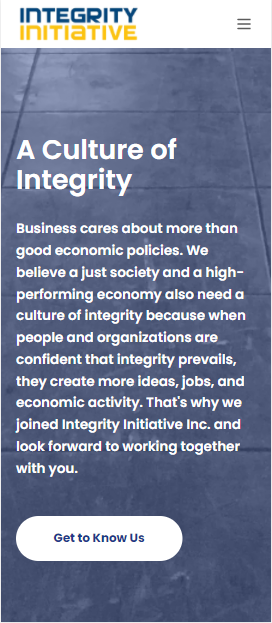 INTEGRITY
INITIATIVE
A Culture of
Integrity
Business cares about more than
good economic policies. We
believe a just society and a high-
performing economy also need a
culture of integrity because when
people and organizations are
confident that integrity prevails,
they create more ideas, jobs, and
economic activity. That's why we
joined Integrity Initiative Inc. and
look forward to working together
with you.
Get to Know Us